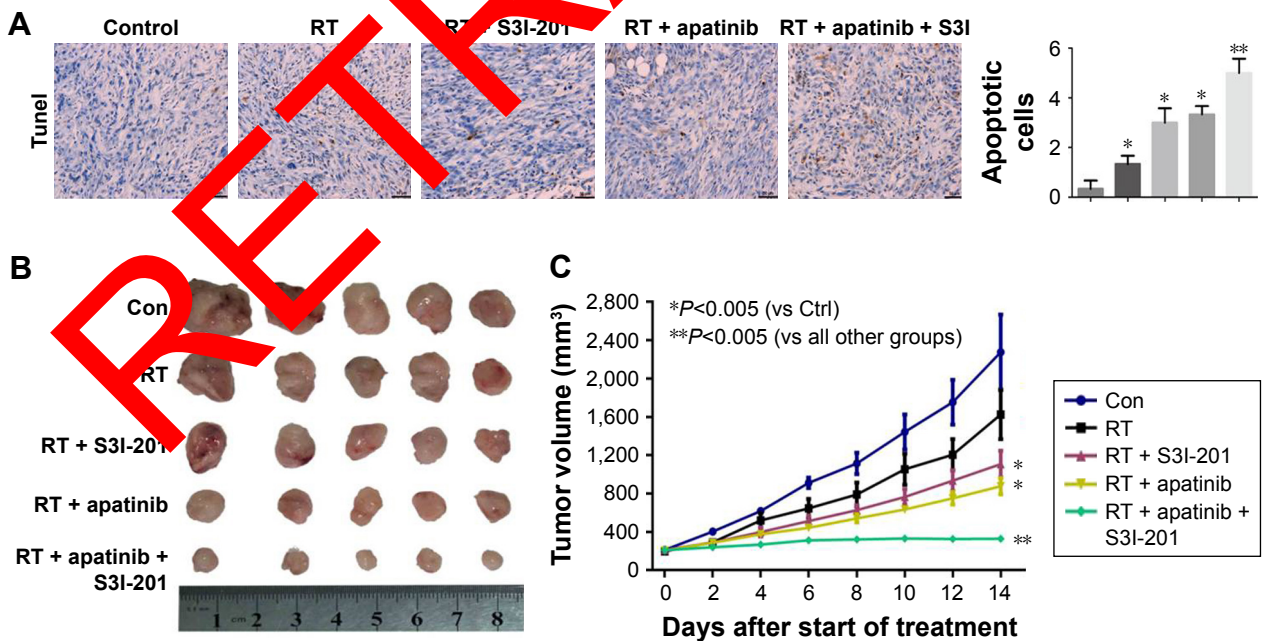 A
Control
RT
RT + S3I-201
RT + apatinib
RT + apatinib + S3I
Tunel
Apoptotic
cells
6
4
2
0
*
*
*
**
B
Con
RT
RT + S3I-201
RT + apatinib
RT + apatinib +
S3I-201
1 cm 2 3 4 5 6 7 8
C
Tumor volume (mm³)
2,800
2,400
2,000
1,600
1,200
800
400
0
*P<0.005 (vs Ctrl)
**P<0.005 (vs all other groups)
*
*
**
0 2 4 6 8 10 12 14
Days after start of treatment
Con
RT
RT + S3I-201
RT + apatinib
RT + apatinib +
S3I-201
RETR